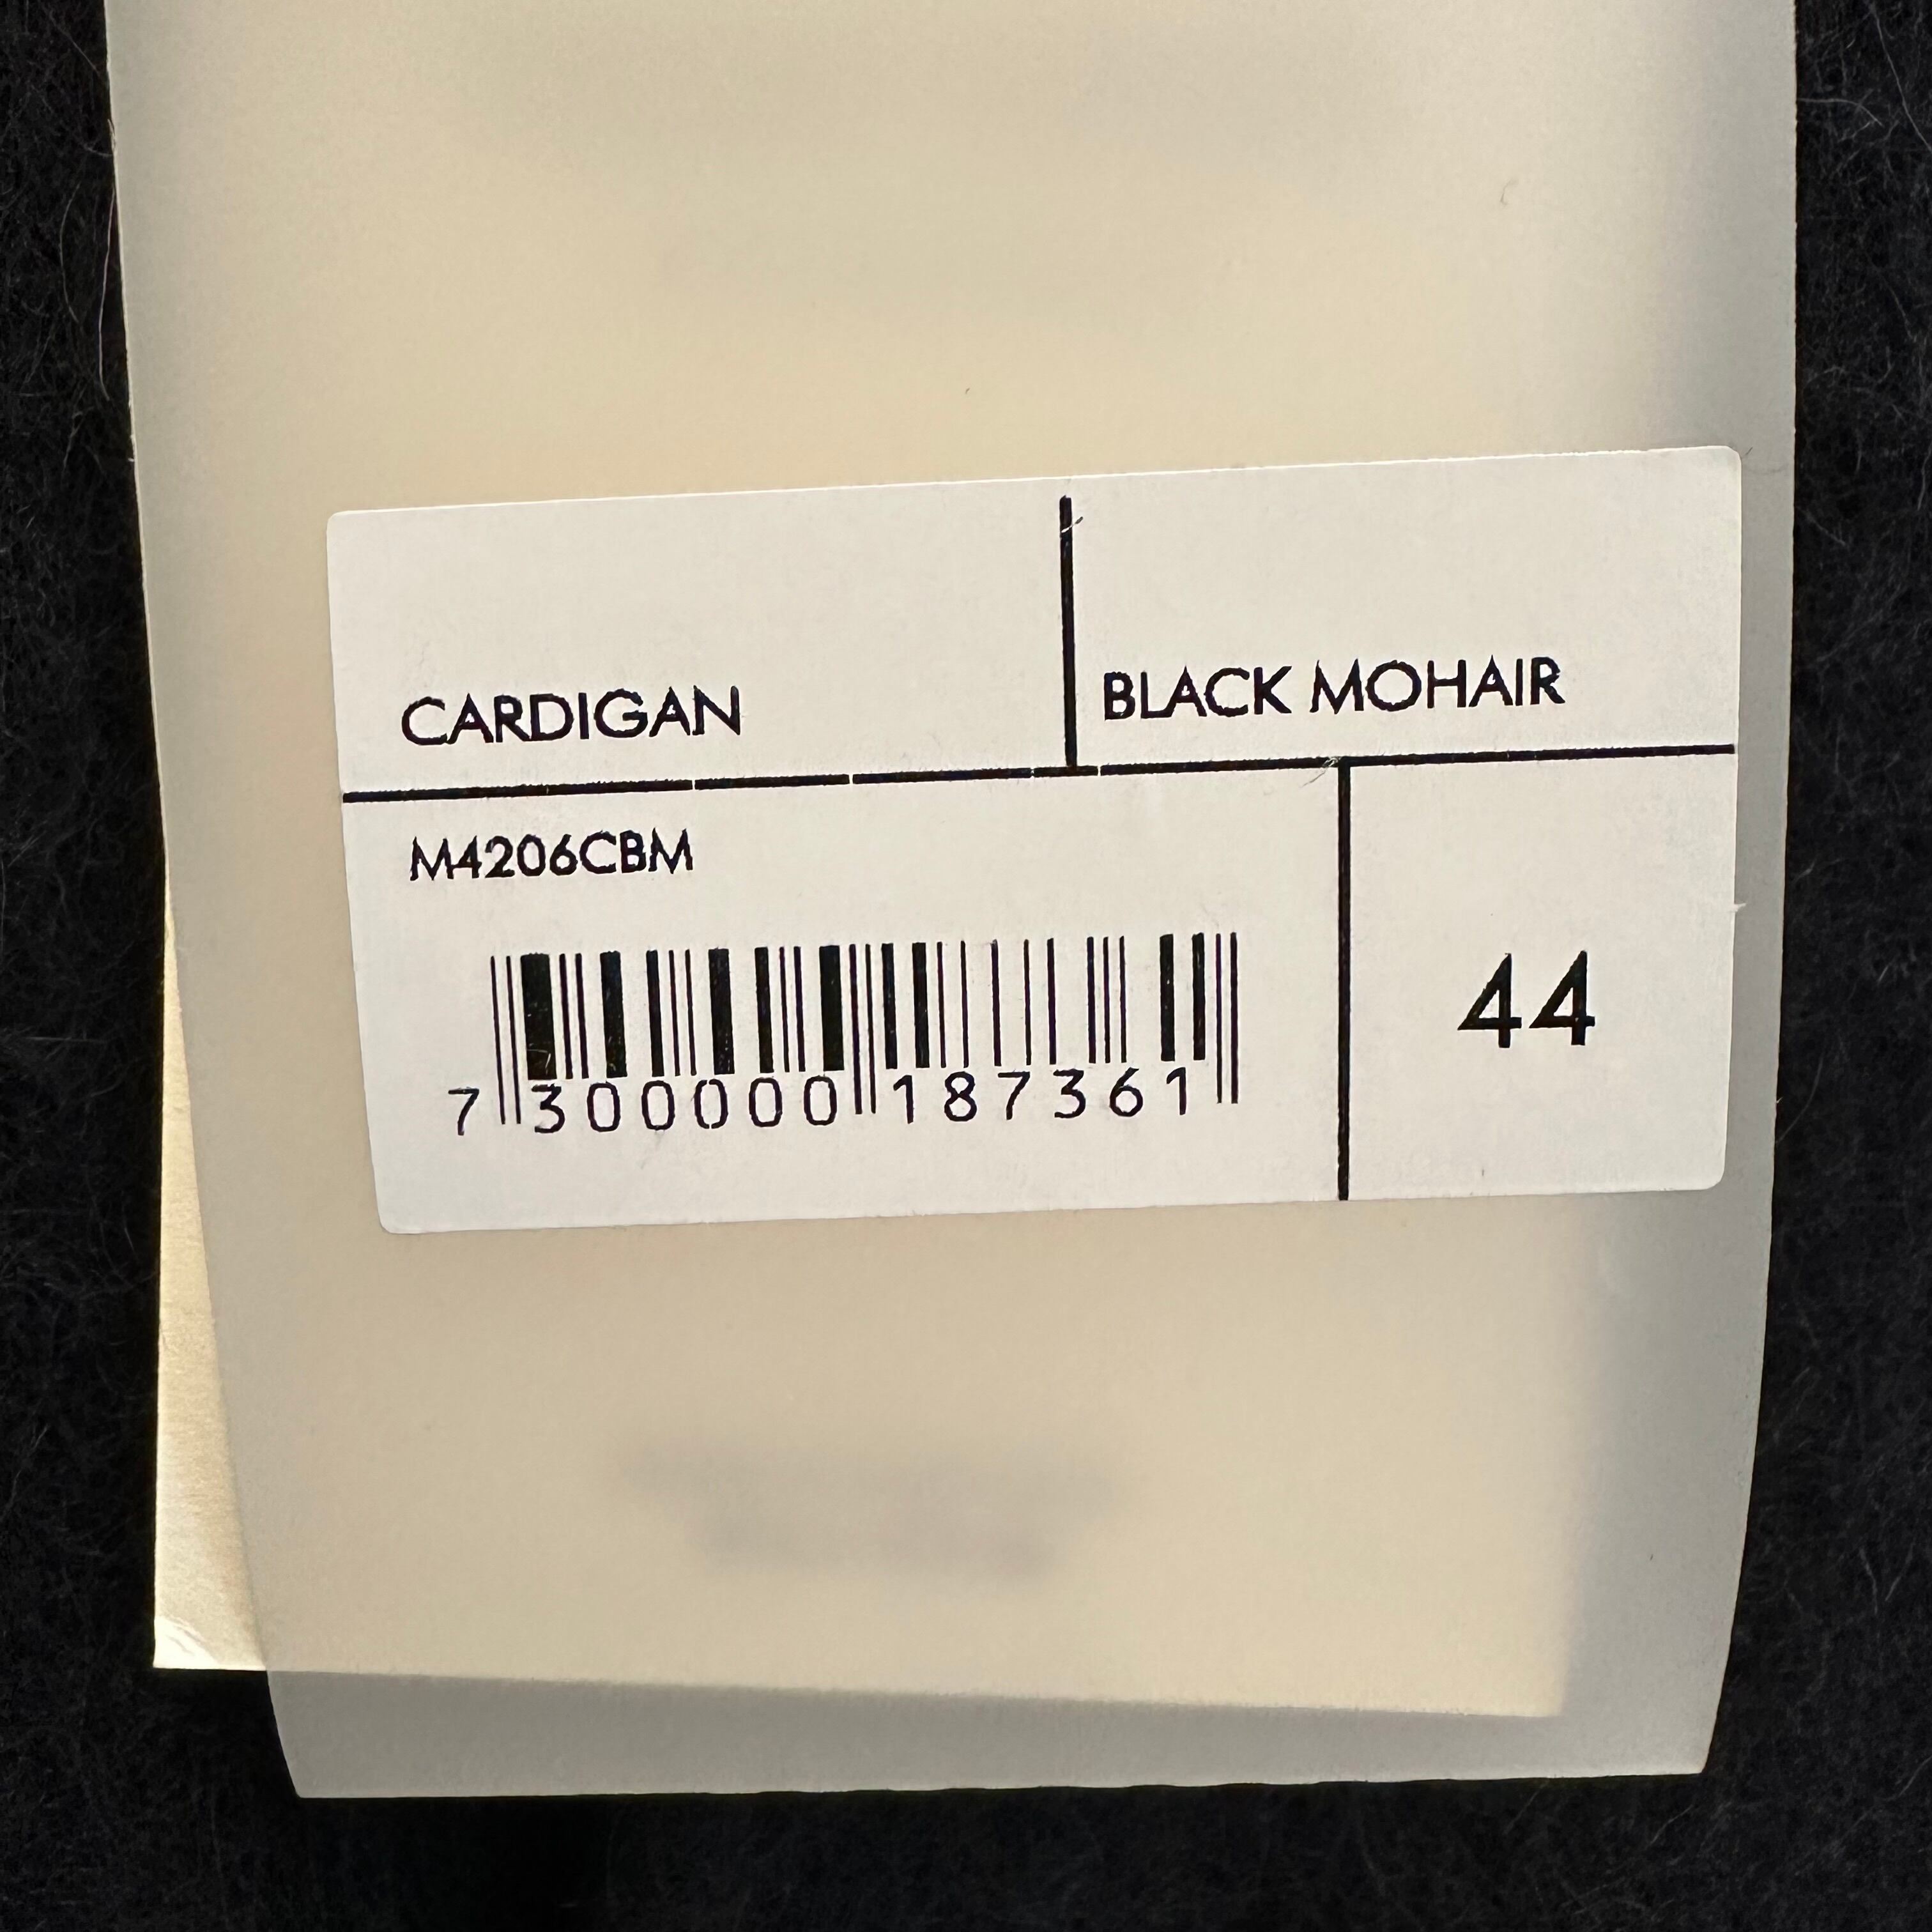 CARDIGAN
BLACK MOHAIR
M4206CBM
44
7 300000 187361